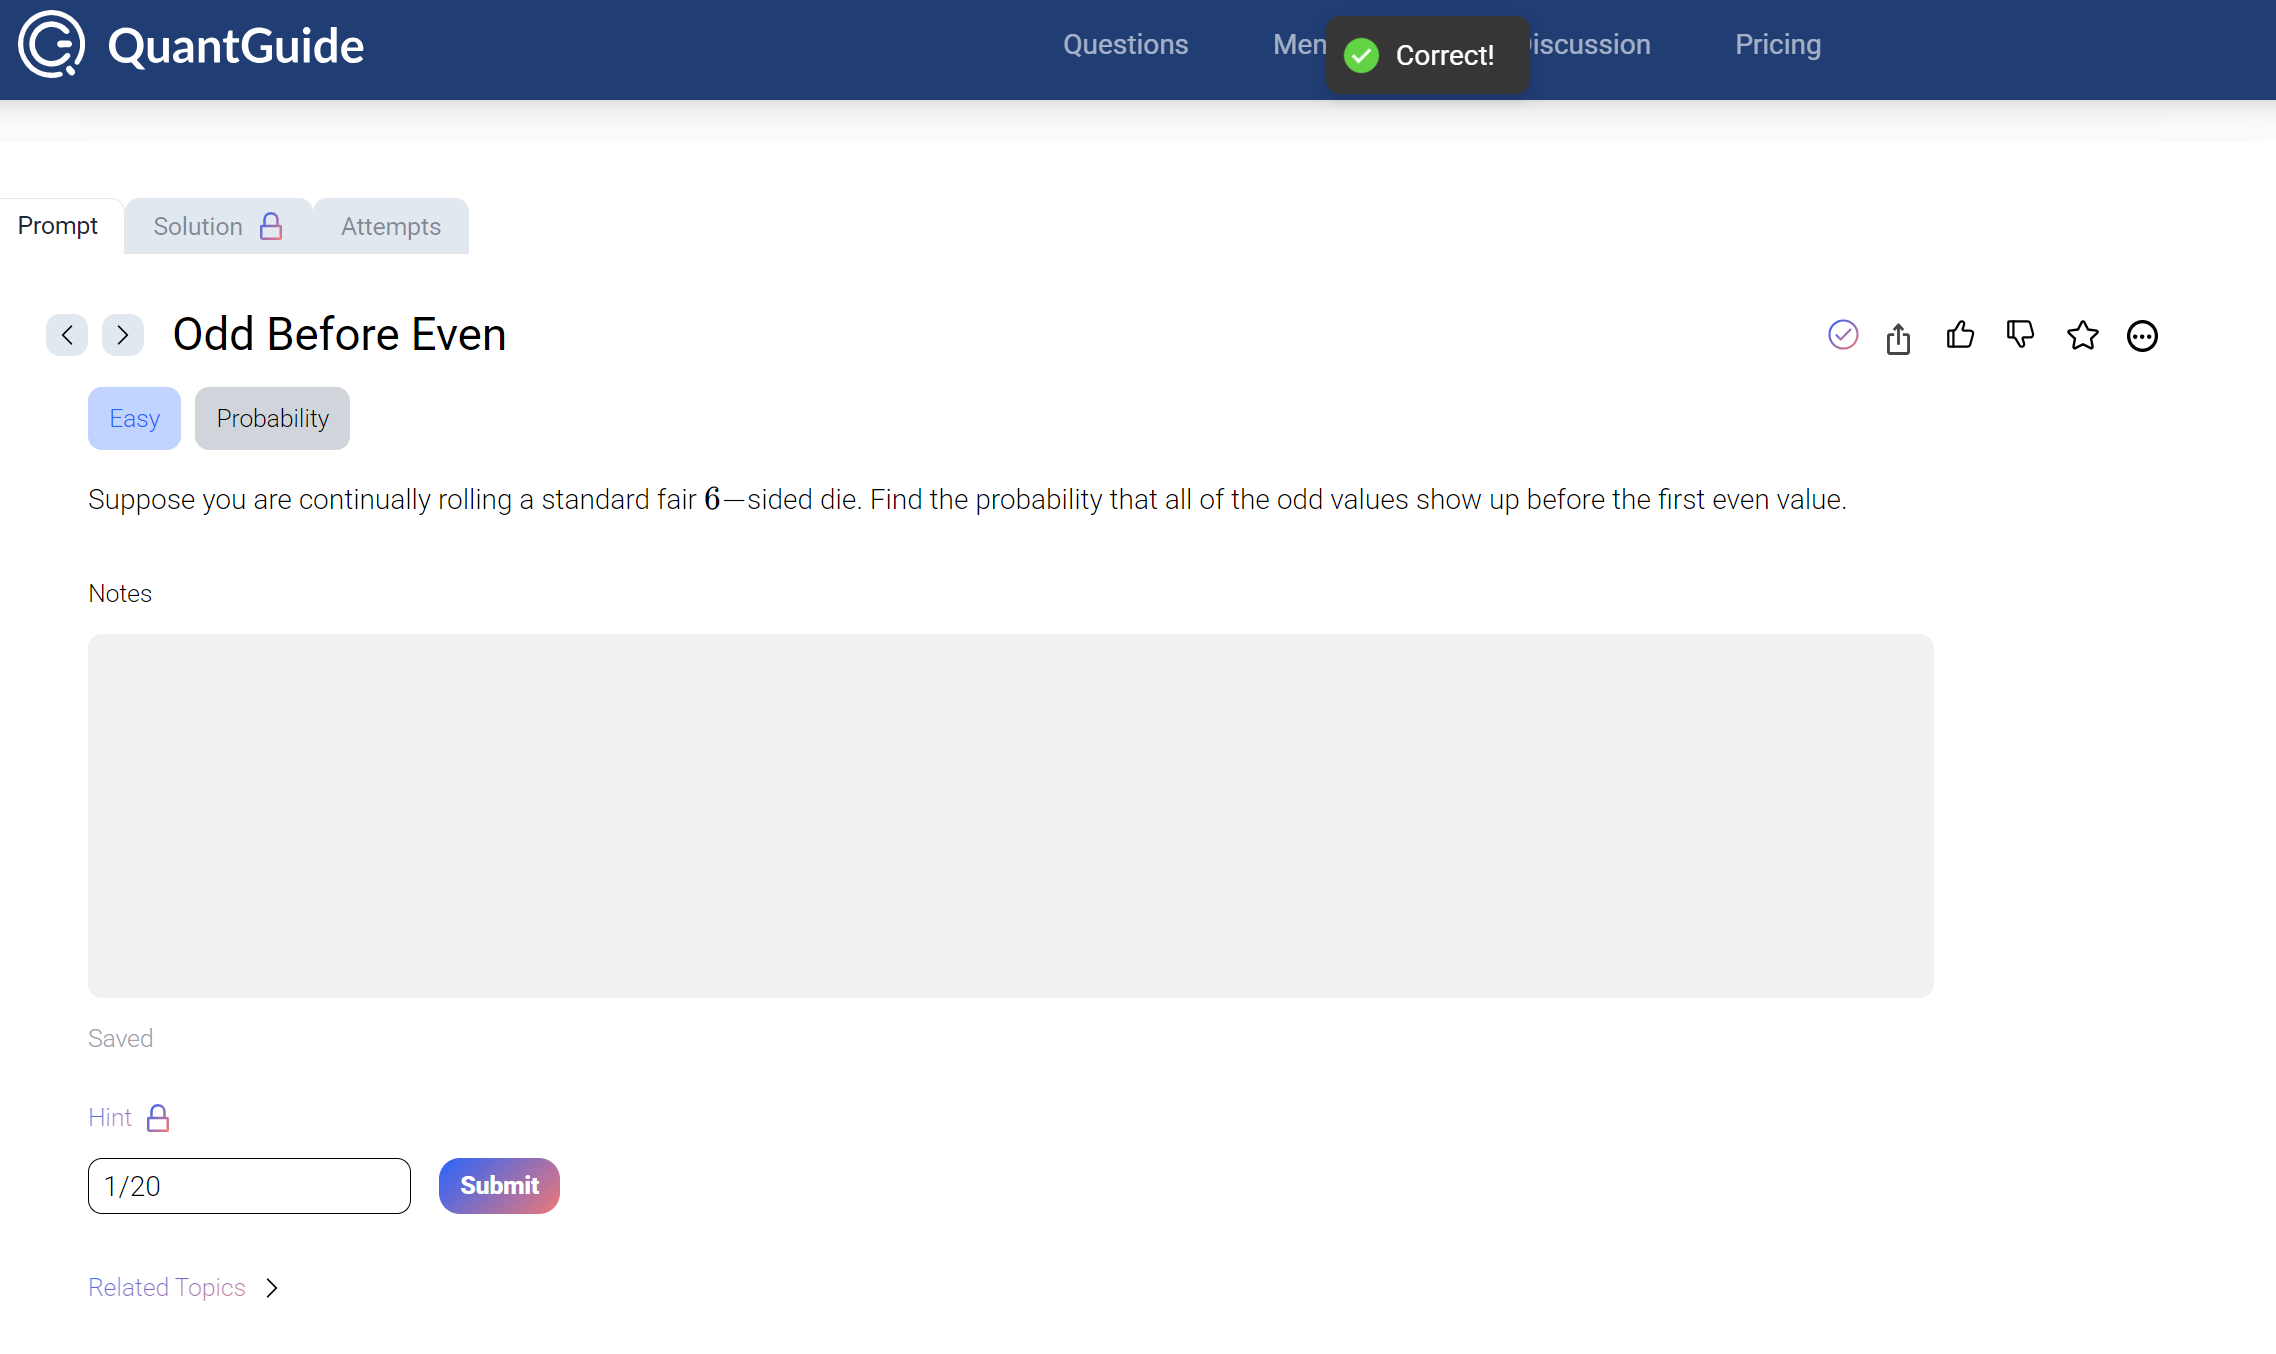 QuantGuide
Questions Men iscussion Pricing
Correct!
Prompt Solution Attempts
Odd Before Even
Easy Probability
Suppose you are continually rolling a standard fair 6−sided die. Find the probability that all of the odd values show up before the first even value.
Notes
Saved
Hint
1/20 Submit
Related Topics